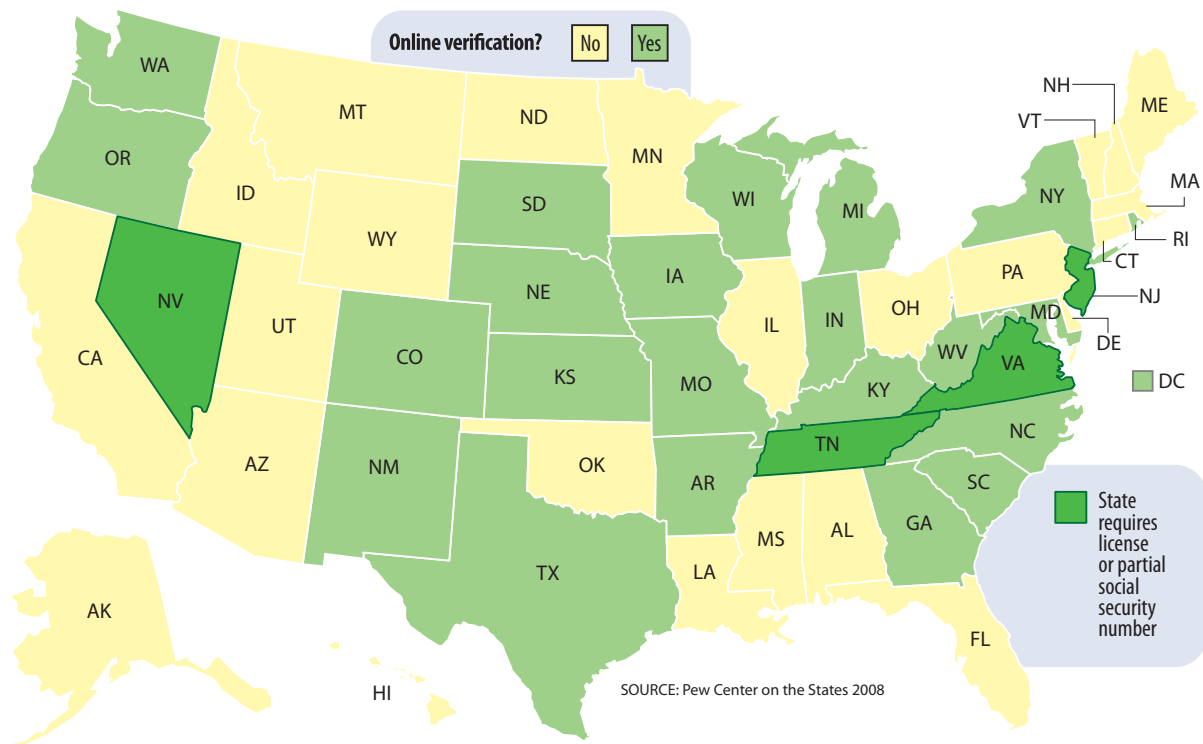 Online verification? No Yes
WA
MT
ND
MN
NH
ME
VT
OR
ID
SD
WI
MI
NY
MA
WY
RI
CT
IA
PA
NE
NV
NJ
OH
IL
IN
MD
UT
DE
CA
CO
WV
VA
KS
MO
KY
DC
NC
TN
OK
AZ
NM
AR
SC
GA
MS
AL
State
requires
license
or partial
social
security
number
TX
LA
AK
FL
HI
SOURCE: Pew Center on the States 2008